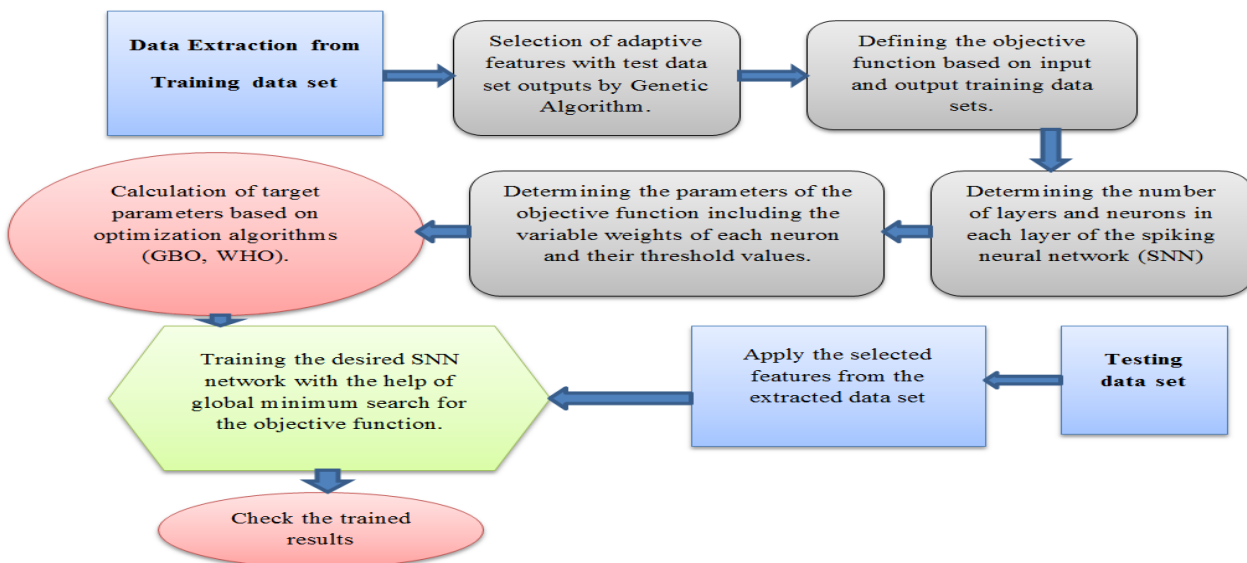 Data Extraction from
Training data set
Selection of adaptive
features with test data
set outputs by Genetic
Algorithm.
Defining the objective
function based on input
and output training data
sets.
Determining the number
of layers and neurons in
each layer of the spiking
neural network (SNN)
Determining the parameters of the
objective function including the
variable weights of each neuron
and their threshold values.
Calculation of target
parameters based on
optimization algorithms
(GBO, WHO).
Training the desired SNN
network with the help of
global minimum search for
the objective function.
Apply the selected
features from the
extracted data set
Testing
data set
Check the trained
results